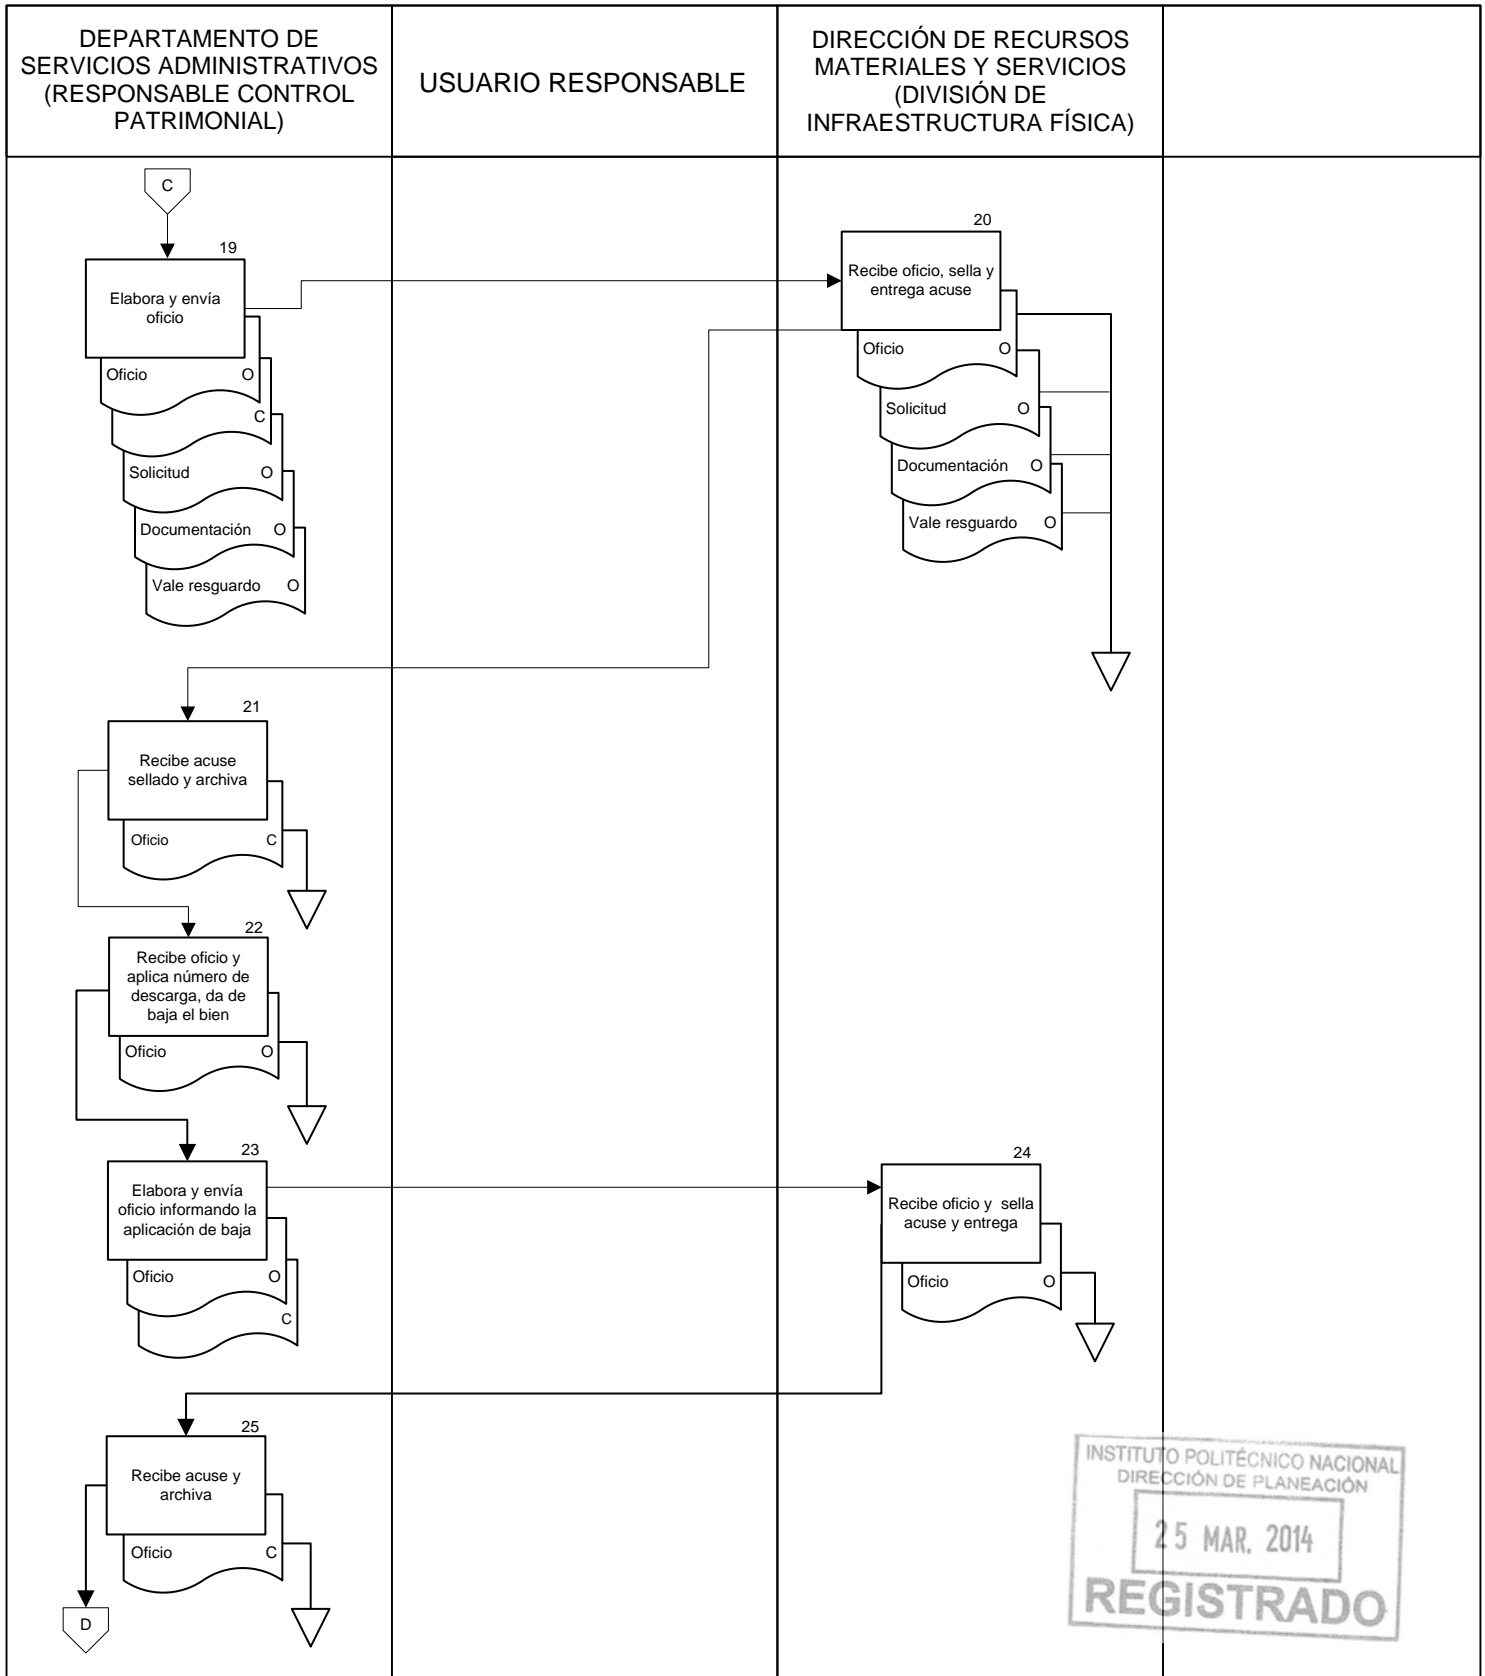 DEPARTAMENTO DE
SERVICIOS ADMINISTRATIVOS
(RESPONSABLE CONTROL
PATRIMONIAL)
USUARIO RESPONSABLE
DIRECCIÓN DE RECURSOS
MATERIALES Y SERVICIOS
(DIVISIÓN DE
INFRAESTRUCTURA FÍSICA)
C
19
Elabora y envía
oficio
Oficio O
C
Solicitud O
Documentación O
Vale resguardo O
20
Recibe oficio, sella y
entrega acuse
Oficio O
Solicitud O
Documentación O
Vale resguardo O
21
Recibe acuse
sellado y archiva
Oficio C
22
Recibe oficio y
aplica número de
descarga, da de
baja el bien
Oficio O
23
Elabora y envía
oficio informando la
aplicación de baja
Oficio O
C
24
Recibe oficio y sella
acuse y entrega
Oficio O
25
Recibe acuse y
archiva
Oficio C
D
INSTITUTO POLITÉCNICO NACIONAL
DIRECCIÓN DE PLANEACIÓN
25 MAR. 2014
REGISTRADO